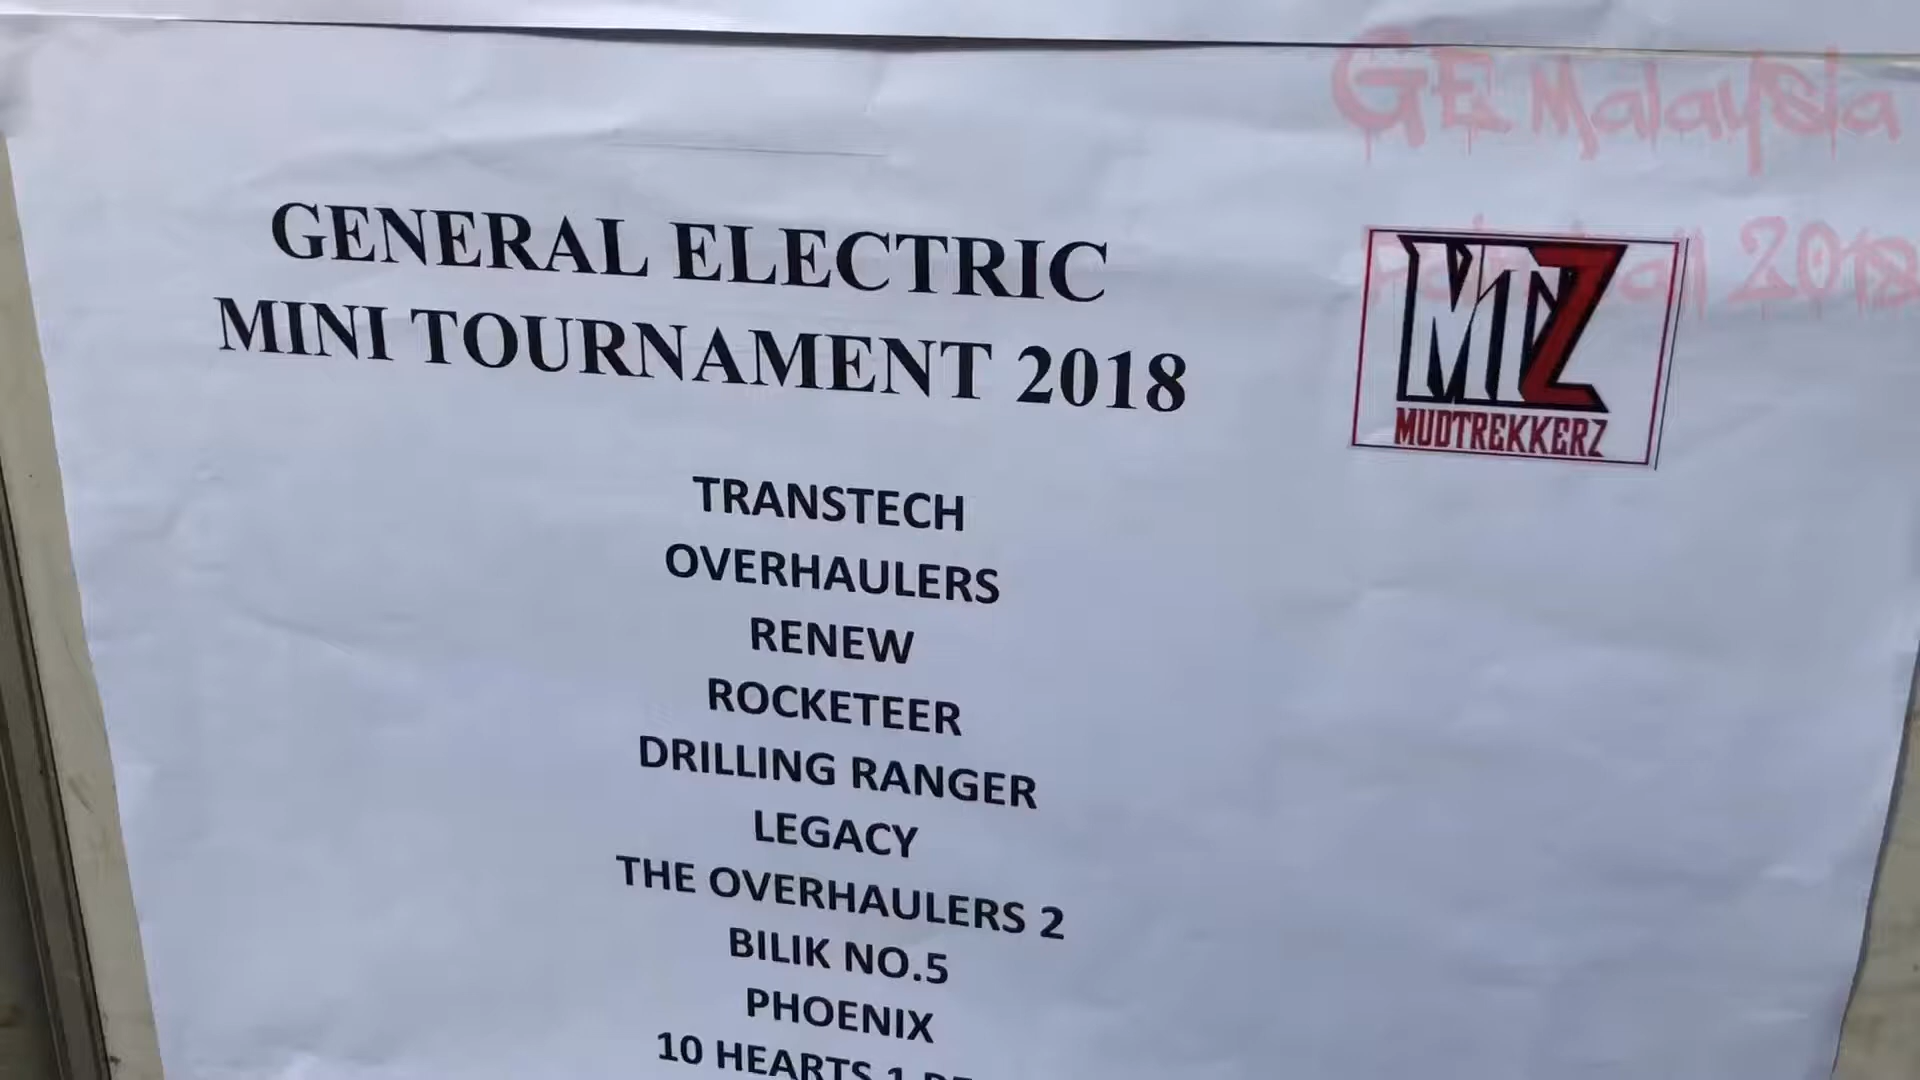 GE Malaysia
2018
GENERAL ELECTRIC
MINI TOURNAMENT 2018
MTZ
MUDTREKKERZ
TRANSTECH
OVERHAULERS
RENEW
ROCKETEER
DRILLING RANGER
LEGACY
THE OVERHAULERS 2
BILIK NO.5
PHOENIX
10 HEARTS 1